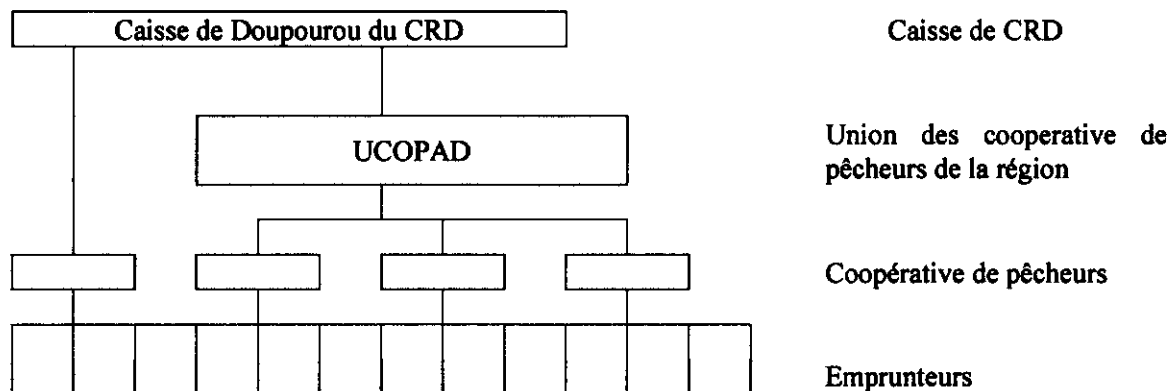 Caisse de Doupourou du CRD
Caisse de CRD
UCOPAD
Union des cooperative de
pêcheurs de la région
Coopérative de pêcheurs
Emprunteurs